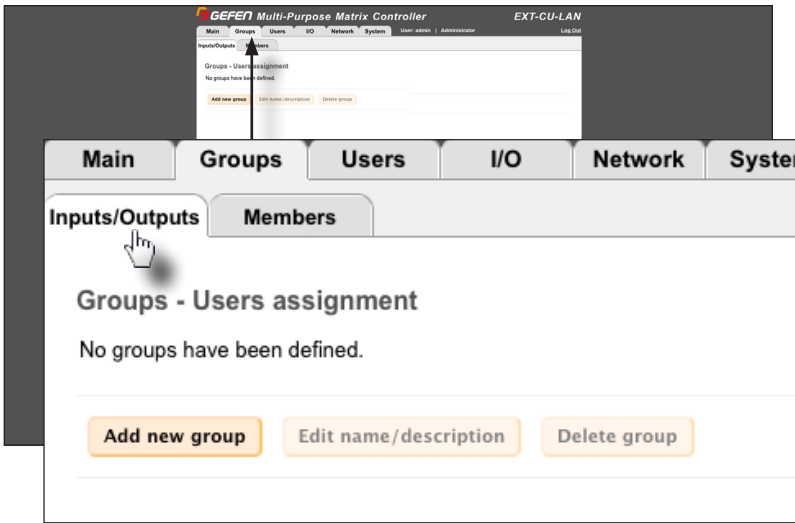 GEFEN Multi-Purpose Matrix Controller EXT-CU-LAN
Main Groups Users I/O Network System User: admin | Administrator Log Out
Inputs/Outputs Members
Groups - Users assignment
No groups have been defined.
Add new group Edit name/description Delete group
Main Groups Users I/O Network Syste
Inputs/Outputs Members
Groups - Users assignment
No groups have been defined.
Add new group Edit name/description Delete group